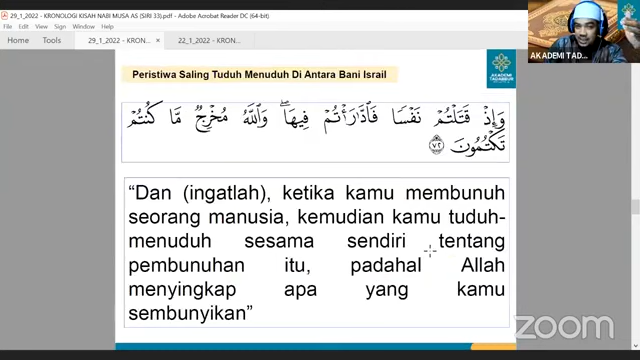 29_1_2022 - KRONOLOGI KISAH NABI MUSA AS (SIRI 33).pdf - Adobe Acrobat Reader DC (64-bit)
File Edit View Sign Window Help
Home Tools 29_1_2022 - KRON... × 22_1_2022 - KRON...
AKADEMI TAD...
Peristiwa Saling Tuduh Menuduh Di Antara Bani Israil
AKADEMI
TADABBUR
وَإِذْ قَتَلْتُمْ نَفْسًا فَٱدَّٰرَْٰٔتُمْ فِيهَا ۖ وَٱللَّهُ مُخْرِجٌ مَّا كُنتُمْ
تَكْتُمُونَ ٧٢
“Dan (ingatlah), ketika kamu membunuh
seorang manusia, kemudian kamu tuduh-
menuduh sesama sendiri tentang
pembunuhan itu, padahal Allah
menyingkap apa yang kamu
sembunyikan”
zoom